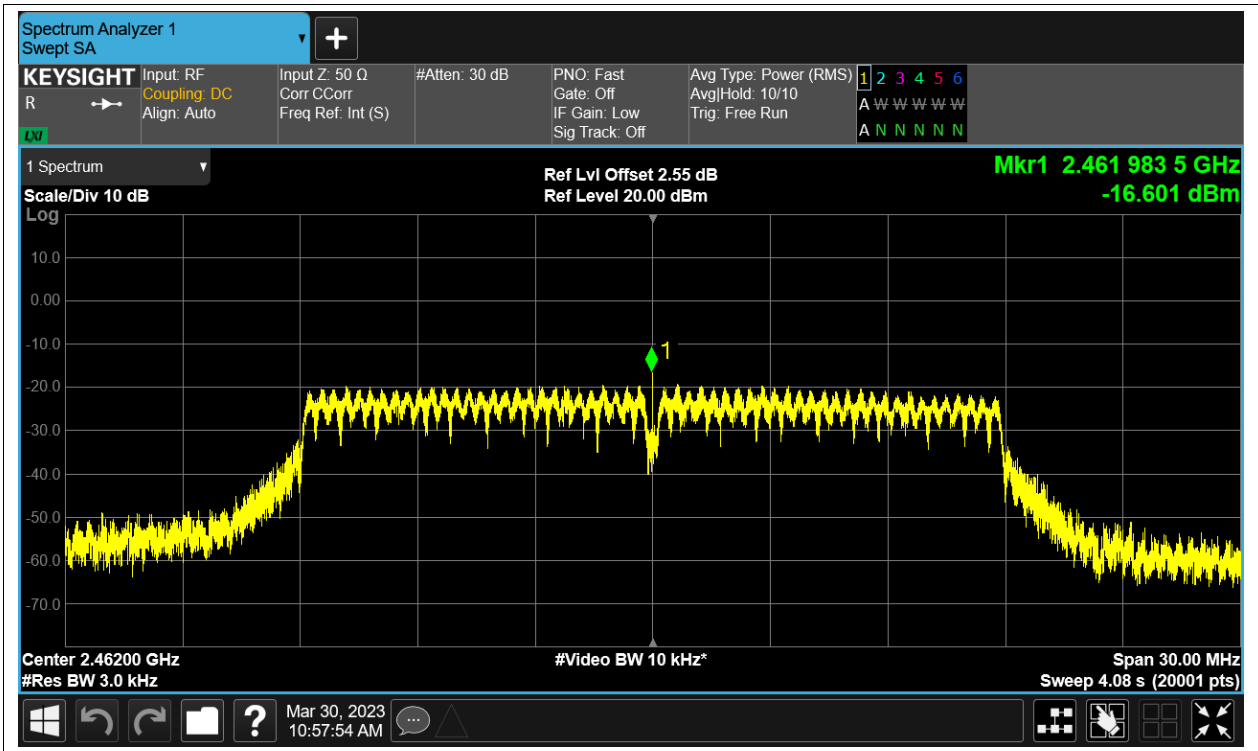 Spectrum Analyzer 1
Swept SA
KEYSIGHT
R
LXI
Input: RF
Coupling: DC
Align: Auto
Input Z: 50 Ω
Corr CCorr
Freq Ref: Int (S)
#Atten: 30 dB
PNO: Fast
Gate: Off
IF Gain: Low
Sig Track: Off
Avg Type: Power (RMS)
Avg|Hold: 10/10
Trig: Free Run
1 2 3 4 5 6
A W W W W W
A N N N N N
1 Spectrum
Scale/Div 10 dB
Log
Ref Lvl Offset 2.55 dB
Ref Level 20.00 dBm
Mkr1 2.461 983 5 GHz
-16.601 dBm
10.0
0.00
-10.0
1
-20.0
-30.0
-40.0
-50.0
-60.0
-70.0
Center 2.46200 GHz
#Video BW 10 kHz*
Span 30.00 MHz
#Res BW 3.0 kHz
Sweep 4.08 s (20001 pts)
?
Mar 30, 2023
10:57:54 AM